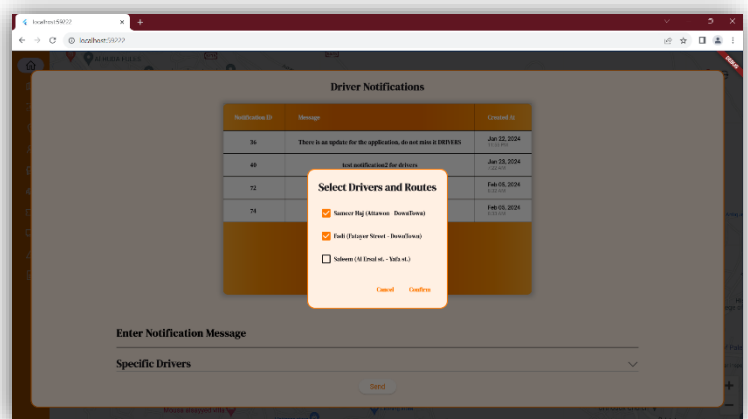 localhost:59222
localhost:59222
DEBUG
Driver Notifications
Notification ID Message Created At
36 There is an update for the application, do not miss it DRIVERS Jan 22, 2024
40 test notification2 for drivers Jan 23, 2024
72 Feb 05, 2024
74 Feb 05, 2024
Select Drivers and Routes
Sameer Haj (Attawon - DownTown)
Fadi (Fatayer Street - DownTown)
Saleem (Al Ersal st. - Yafa st.)
Cancel Confirm
Enter Notification Message
Specific Drivers
Send